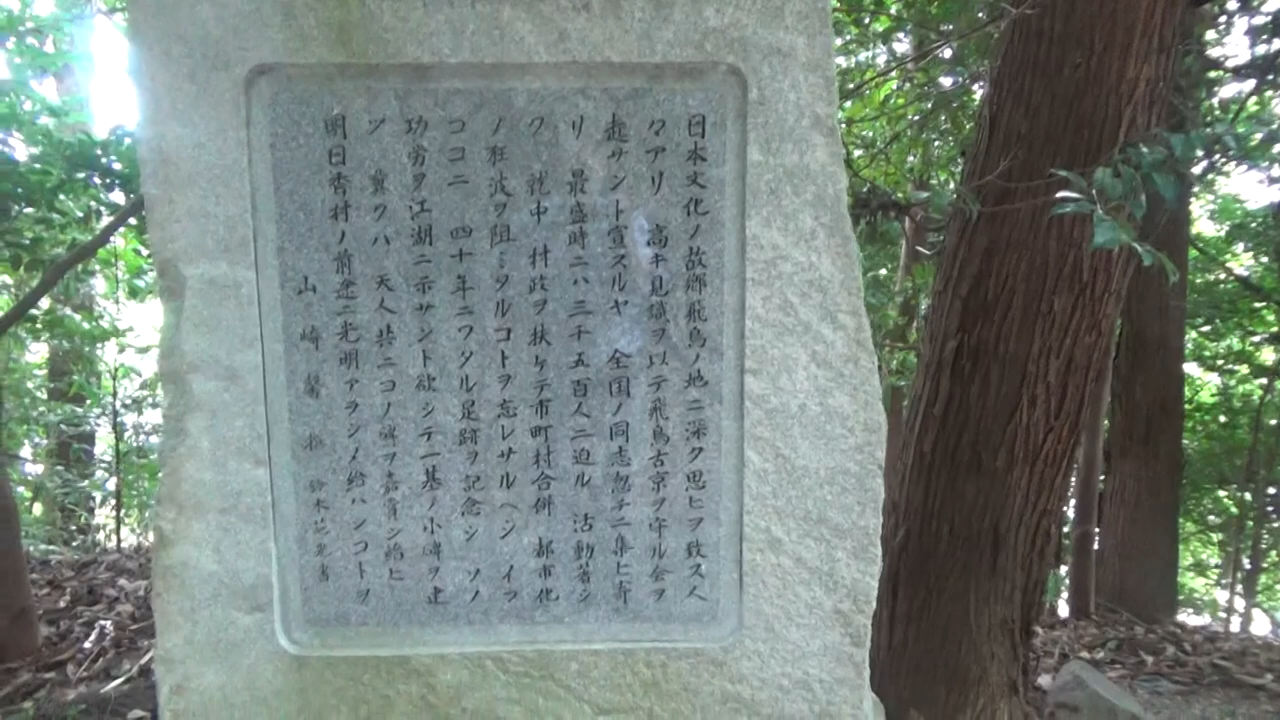 日本文化ノ故郷飛鳥ノ地ニ深ク思ヒヲ致ス人
々アリ 高キ見識ヲ以テ飛鳥古京ヲ守ル会ヲ
起サント宣スルヤ 全国ノ同志忽チニ集ヒ寄
リ 最盛時ニハ三千五百人ニ迫ル 活動著シ
ク 就中 村政ヲ扶ケテ市町村合併 都市化
ノ狂波ヲ阻ミタルコトヲ忘レサルヘシ イマ
ココニ 四十年ニワタル足跡ヲ記念シ ソノ
功労ヲ江湖ニ示サント欲シテ一基ノ小碑ヲ建
ツ 冀クハ 天人共ニコノ碑ヲ嘉賞シ給ヒ
明日香村ノ前途ニ光明アラシメ給ハンコトヲ
山崎馨
鈴木 書